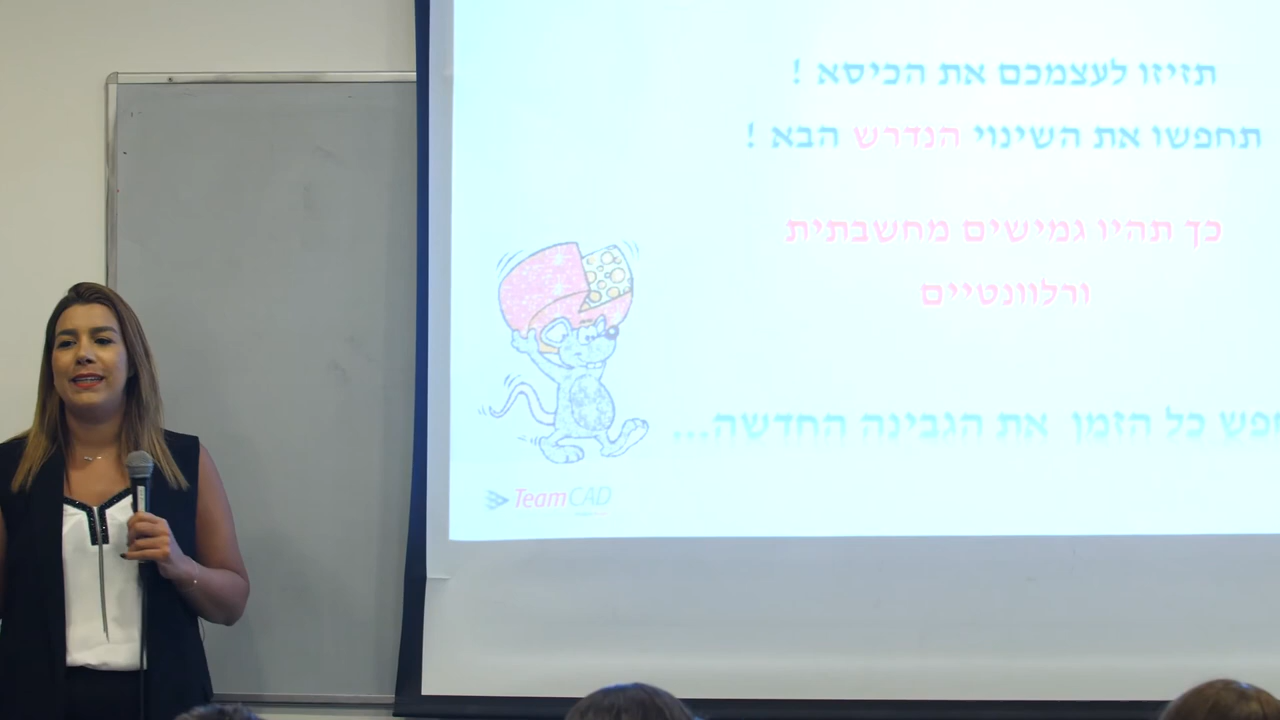 תזיזו לעצמכם את הכיסא !
תחפשו את השינוי הנדרש הבא !
כך תהיו גמישים מחשבתית
ורלוונטיים
כל הזמן את הגבינה החדשה...
TeamCAD